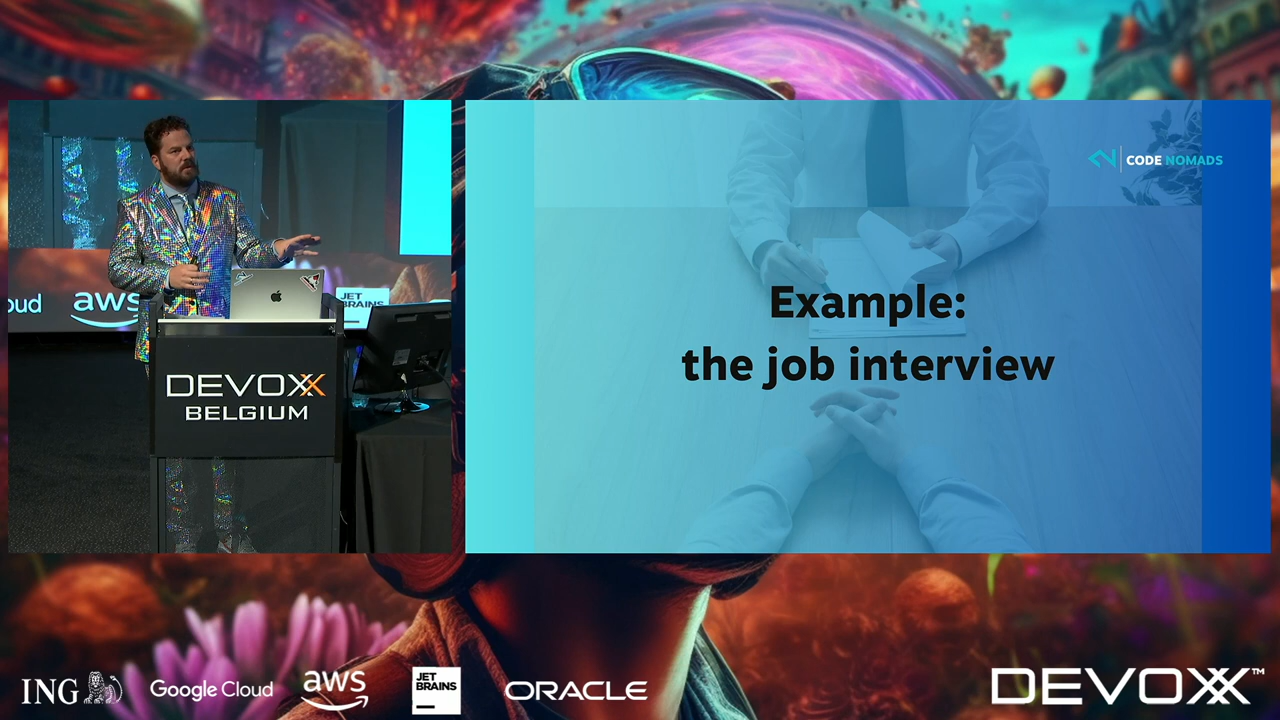 oud
aws
JET
BRAINS
DEVOXX
BELGIUM
CODE NOMADS
Example:
the job interview
ING
Google Cloud
aws
JET
BRAINS
ORACLE
DEVOXX™